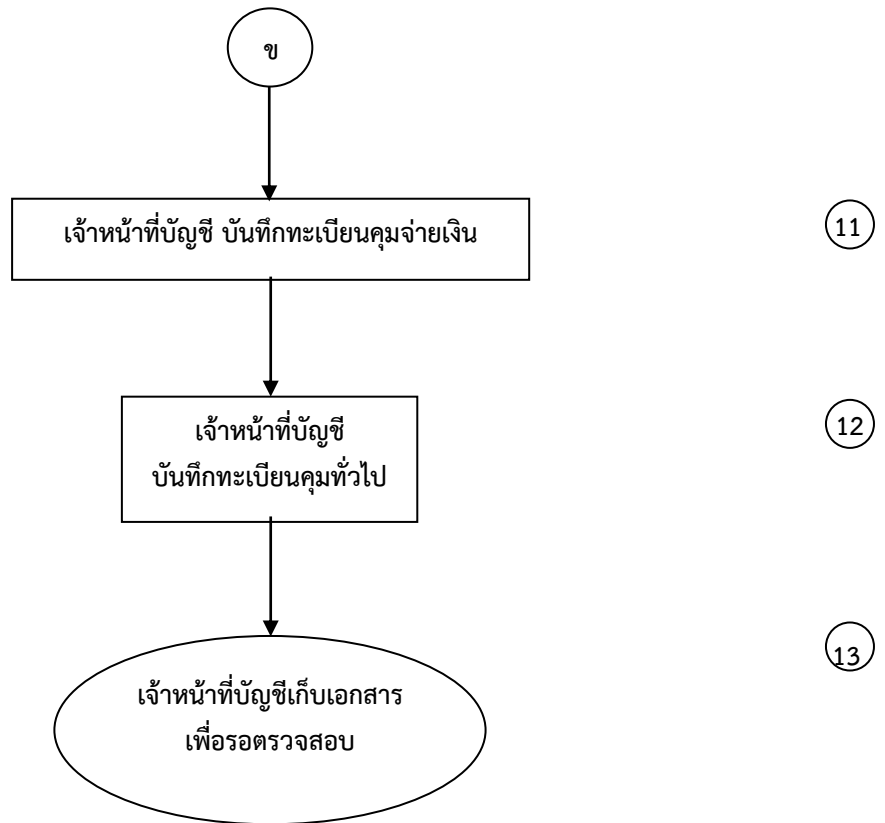 ข
เจ้าหน้าที่บัญชี บันทึกทะเบียนคุมจ่ายเงิน
11
เจ้าหน้าที่บัญชี
บันทึกทะเบียนคุมทั่วไป
12
13
เจ้าหน้าที่บัญชีเก็บเอกสาร
เพื่อรอตรวจสอบ